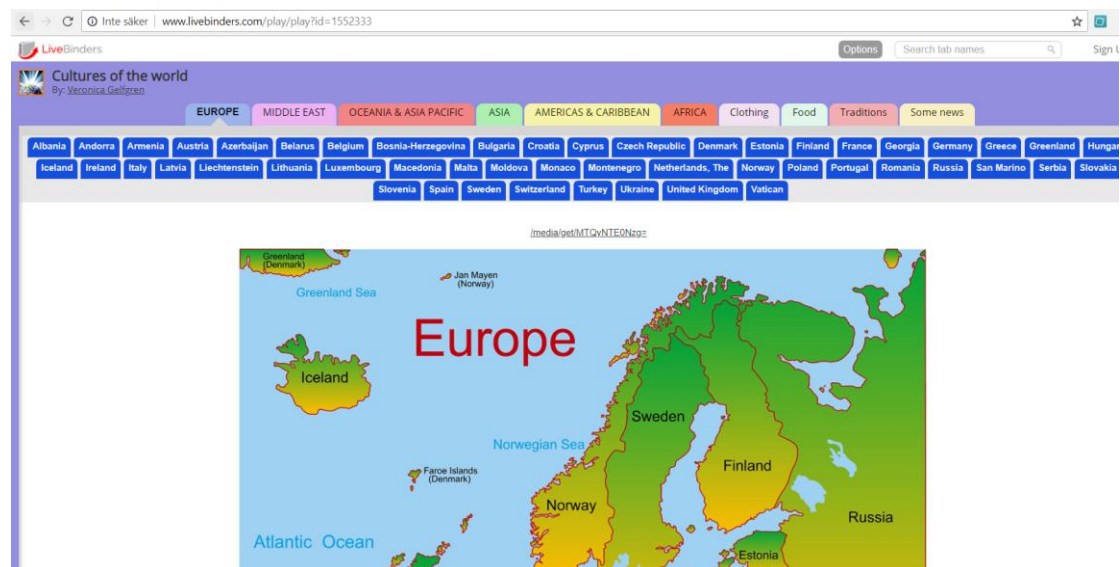 Inte säker | www.livebinders.com/play/play?id=1552333
LiveBinders Options Search tab names Sign U
Cultures of the world
By: Veronica Gelfgren
EUROPE MIDDLE EAST OCEANIA & ASIA PACIFIC ASIA AMERICAS & CARIBBEAN AFRICA Clothing Food Traditions Some news
Albania Andorra Armenia Austria Azerbaijan Belarus Belgium Bosnia-Herzegovina Bulgaria Croatia Cyprus Czech Republic Denmark Estonia Finland France Georgia Germany Greece Greenland Hungar
Iceland Ireland Italy Latvia Liechtenstein Lithuania Luxembourg Macedonia Malta Moldova Monaco Montenegro Netherlands, The Norway Poland Portugal Romania Russia San Marino Serbia Slovakia
Slovenia Spain Sweden Switzerland Turkey Ukraine United Kingdom Vatican
/media/get/MTQyNTE0Nzg=
Greenland
(Denmark)
Jan Mayen
(Norway)
Greenland Sea
Europe
Iceland
Sweden
Norwegian Sea
Finland
Faroe Islands
(Denmark)
Norway
Russia
Atlantic Ocean
Estonia